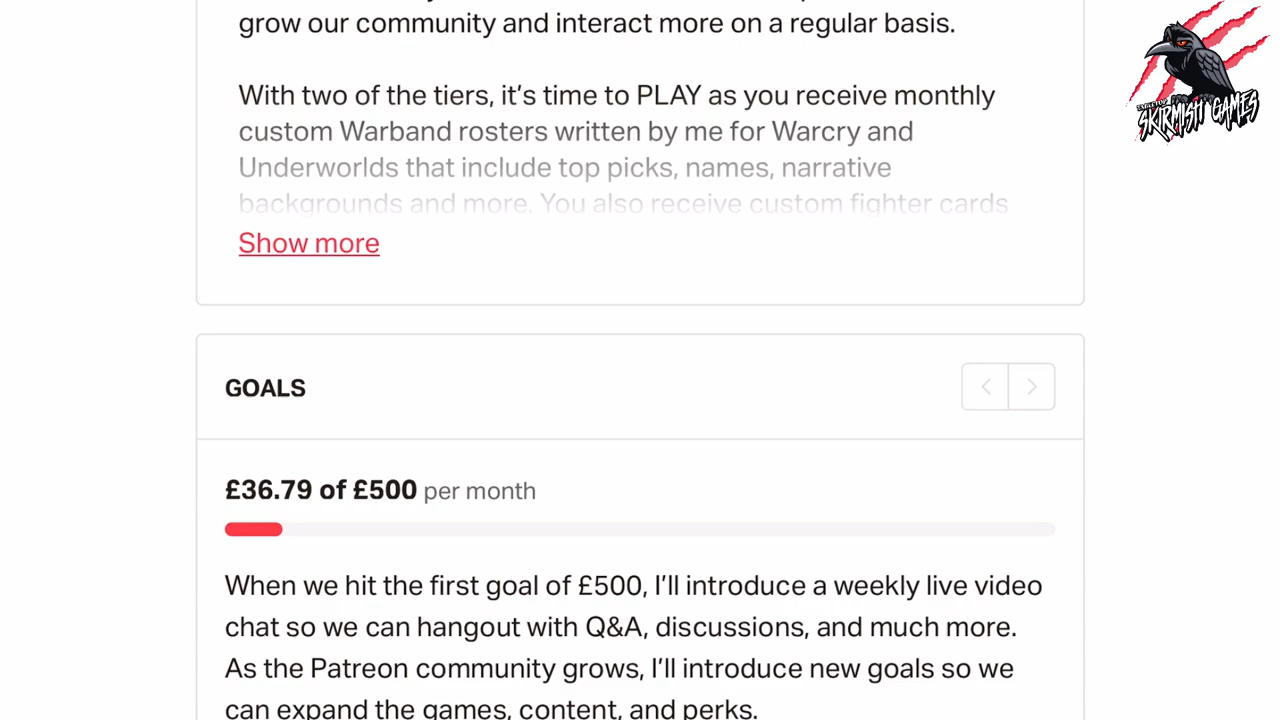 grow our community and interact more on a regular basis.
With two of the tiers, it’s time to PLAY as you receive monthly
custom Warband rosters written by me for Warcry and
Underworlds that include top picks, names, narrative
backgrounds and more. You also receive custom fighter cards
Show more
GOALS
£36.79 of £500 per month
When we hit the first goal of £500, I’ll introduce a weekly live video
chat so we can hangout with Q&A, discussions, and much more.
As the Patreon community grows, I’ll introduce new goals so we
can expand the games, content, and perks.
TABLETOP
SKIRMISH GAMES